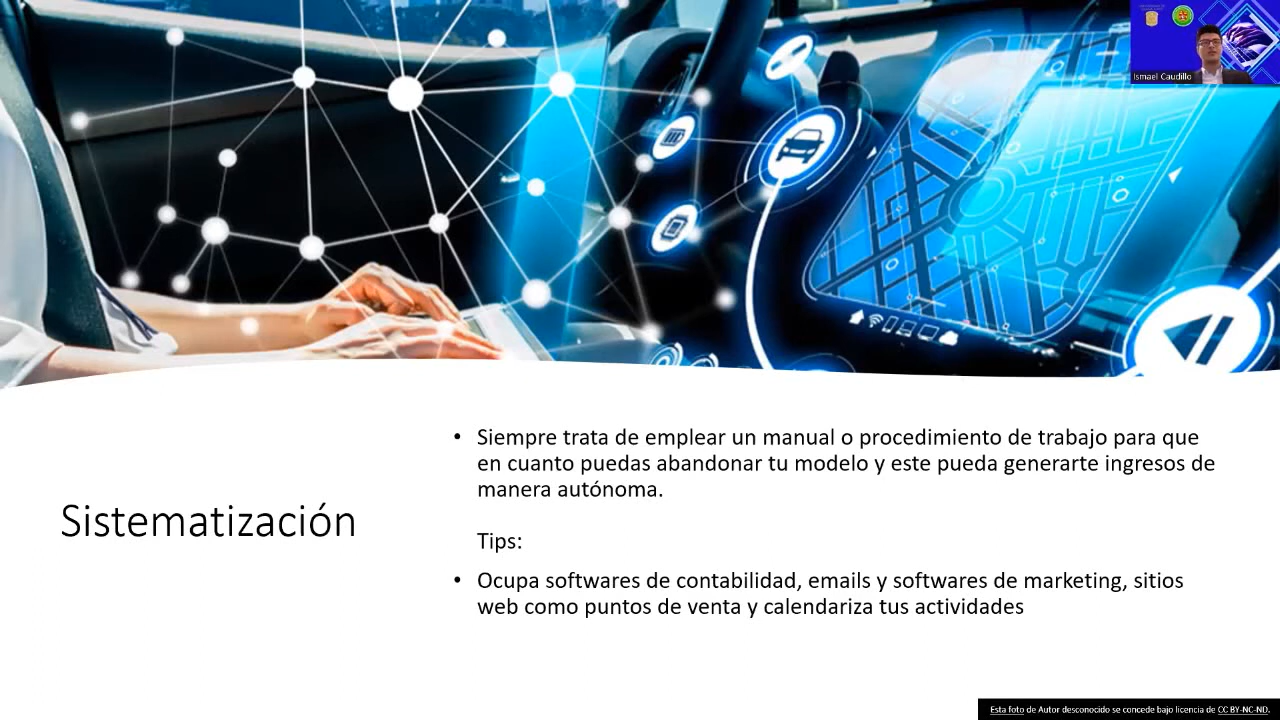 Ismael Caudillo
Sistematización
• Siempre trata de emplear un manual o procedimiento de trabajo para que
en cuanto puedas abandonar tu modelo y este pueda generarte ingresos de
manera autónoma.
Tips:
• Ocupa softwares de contabilidad, emails y softwares de marketing, sitios
web como puntos de venta y calendariza tus actividades
Esta foto de Autor desconocido se concede bajo licencia de CC BY-NC-ND.